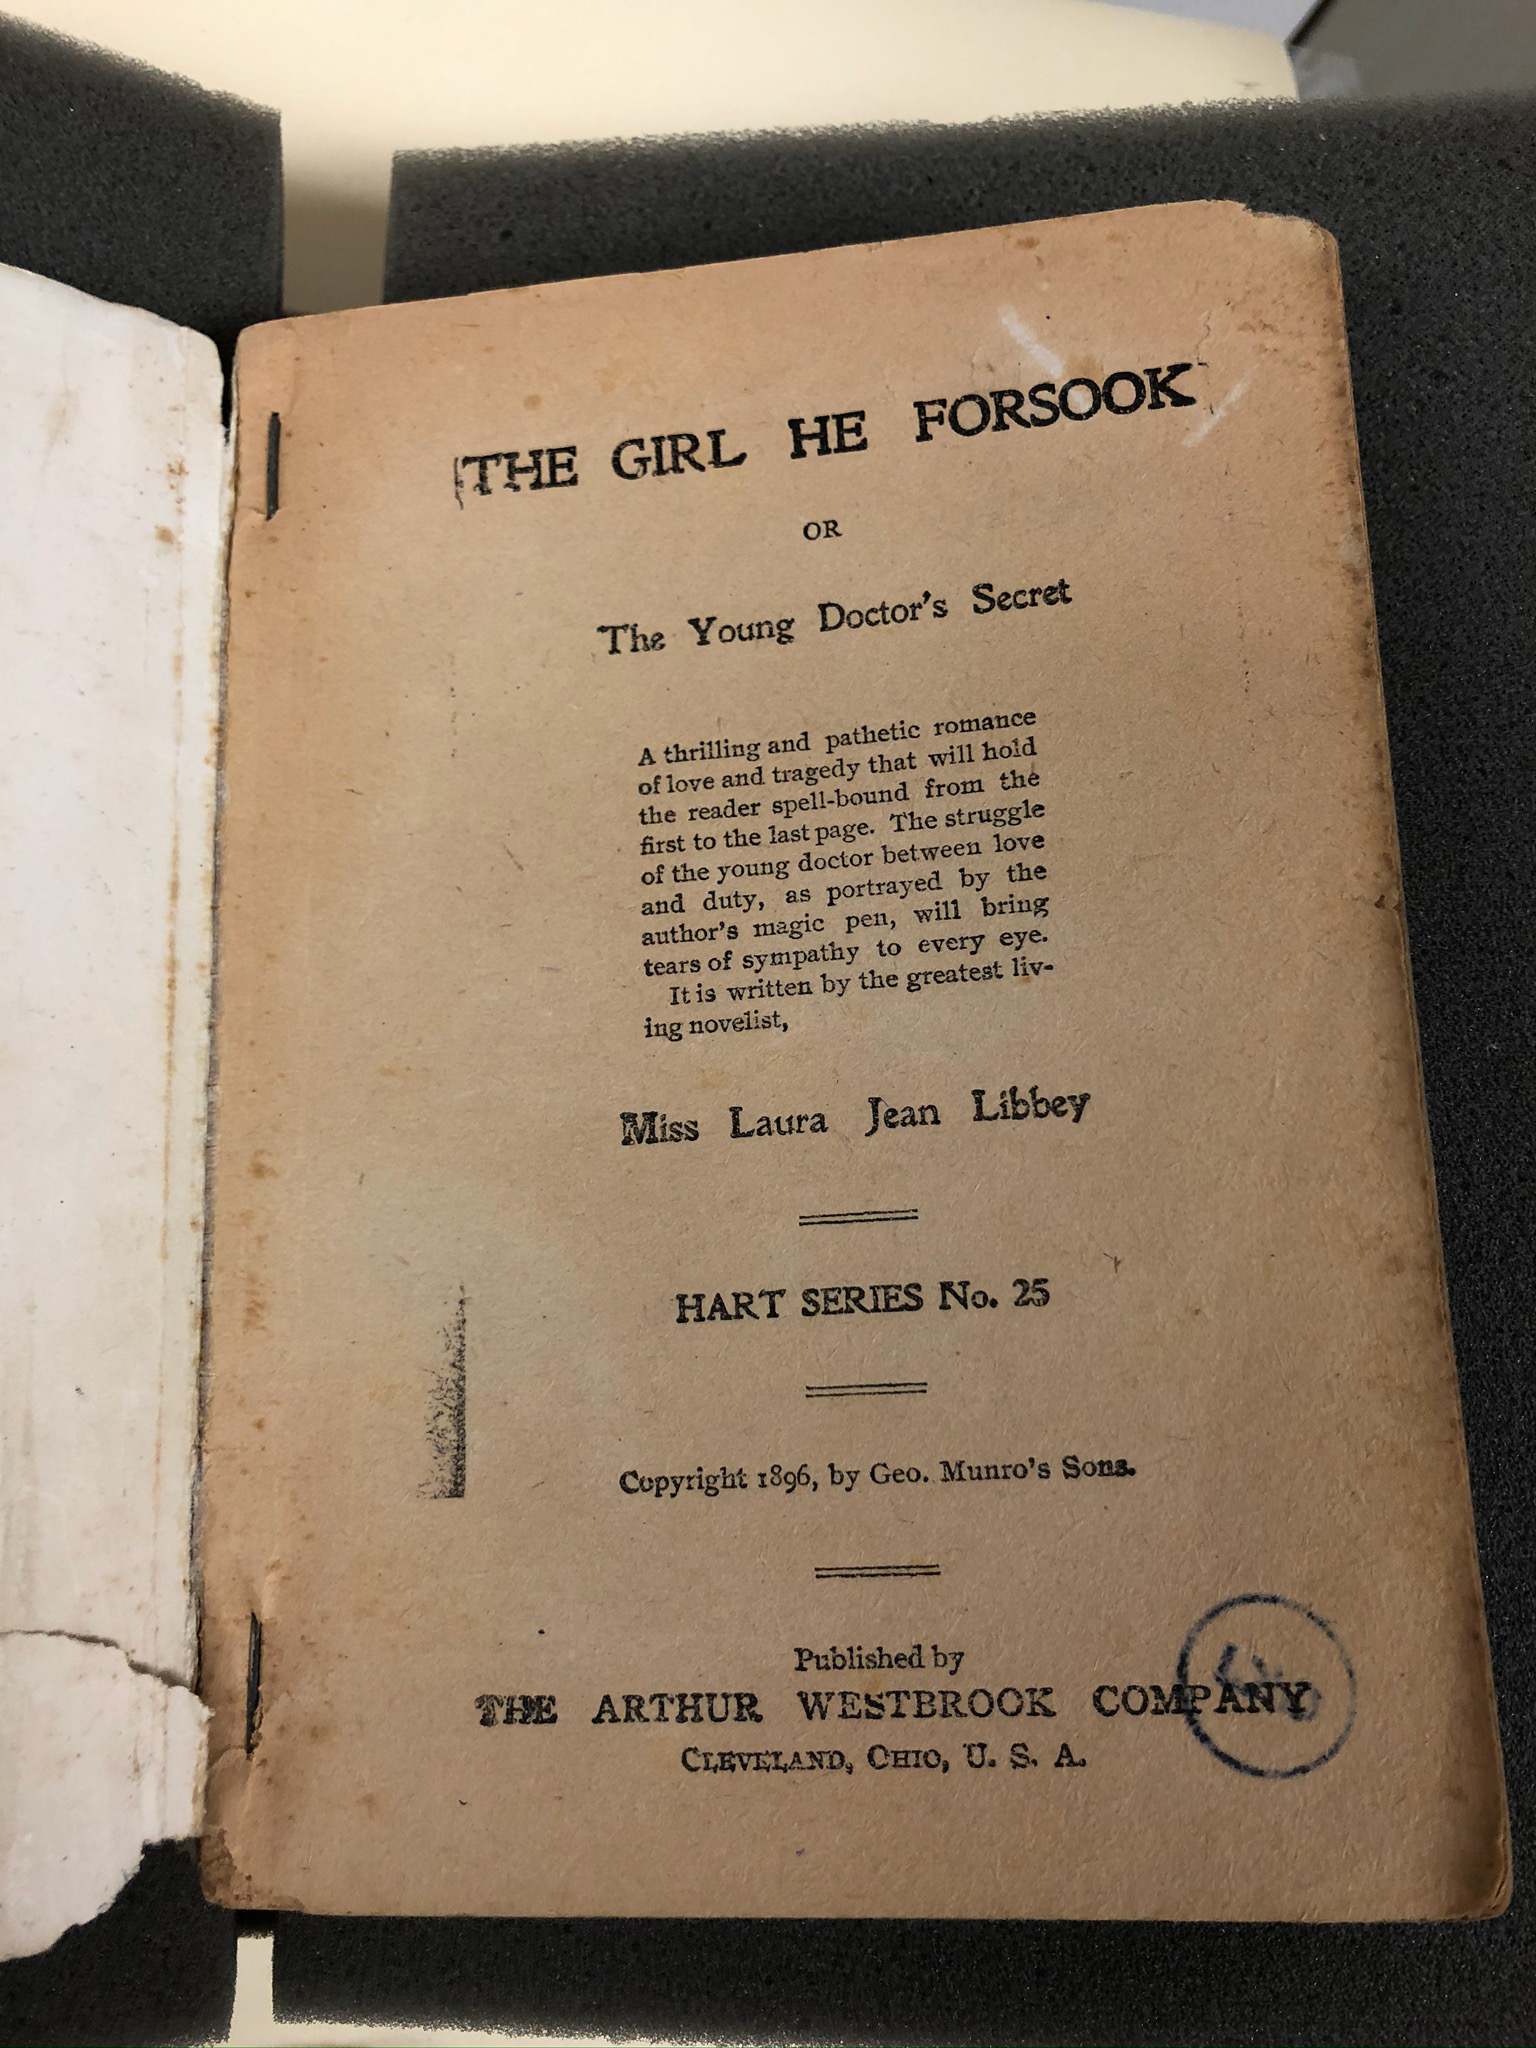 THE GIRL HE FORSOOK
OR
The Young Doctor's Secret
A thrilling and pathetic romance
of love and tragedy that will hold
the reader spell-bound from the
first to the last page. The struggle
of the young doctor between love
and duty, as portrayed by the
author's magic pen, will bring
tears of sympathy to every eye.
It is written by the greatest liv-
ing novelist,
Miss Laura Jean Libbey
HART SERIES No. 25
Copyright 1896, by Geo. Munro's Sons.
Published by
THE ARTHUR WESTBROOK COMPANY
CLEVELAND, OHIO, U. S. A.